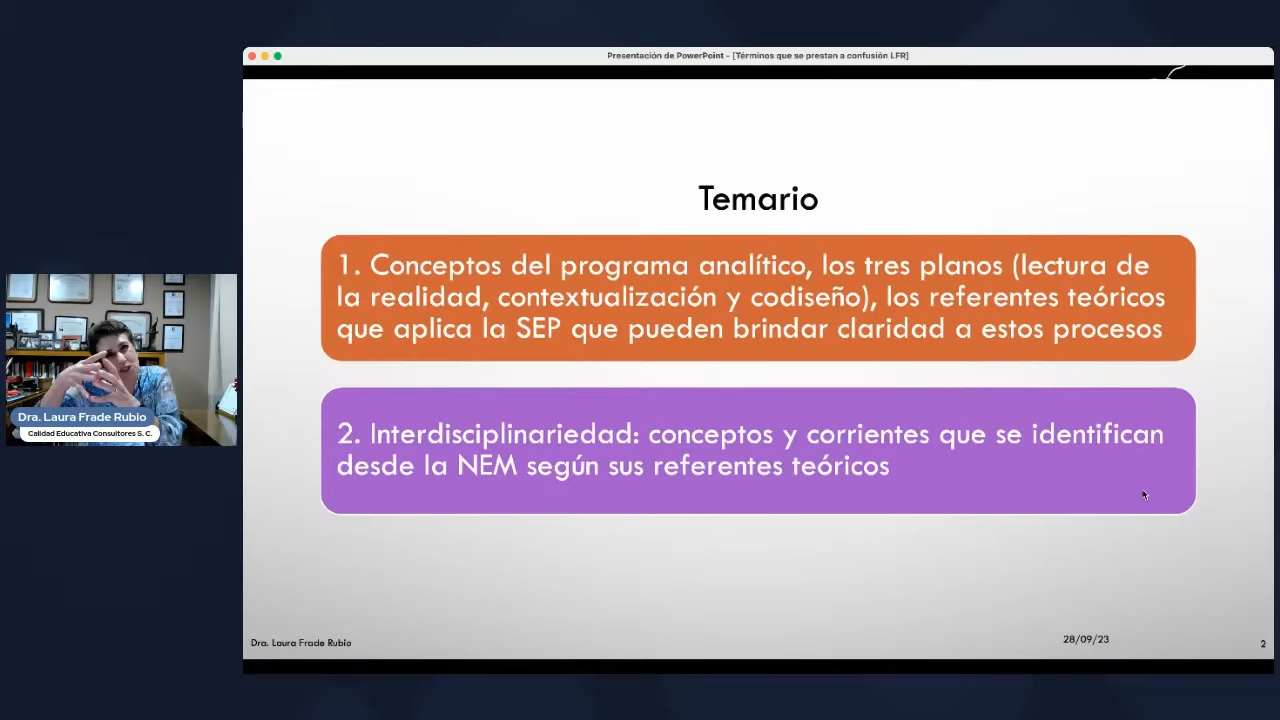 Presentación de PowerPoint - [Términos que se prestan a confusión LFR]
Temario
1. Conceptos del programa analítico, los tres planos (lectura de
la realidad, contextualización y codiseño), los referentes teóricos
que aplica la SEP que pueden brindar claridad a estos procesos
2. Interdisciplinariedad: conceptos y corrientes que se identifican
desde la NEM según sus referentes teóricos
Dra. Laura Frade Rubio
Calidad Educativa Consultores S. C.
Dra. Laura Frade Rubio
28/09/23
2